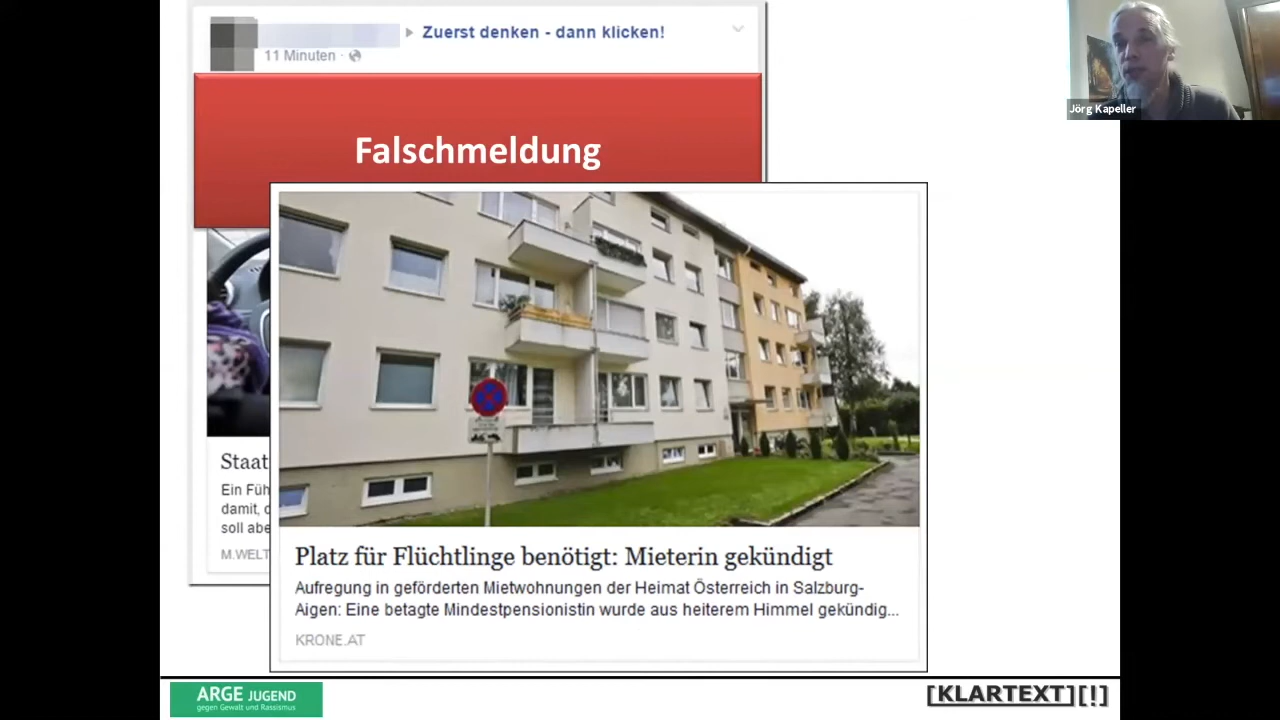 Zuerst denken - dann klicken!
11 Minuten
Falschmeldung
Staat
Ein Füh
damit, d
soll abe
M.WELT
Platz für Flüchtlinge benötigt: Mieterin gekündigt
Aufregung in geförderten Mietwohnungen der Heimat Österreich in Salzburg-
Aigen: Eine betagte Mindestpensionistin wurde aus heiterem Himmel gekündig...
KRONE.AT
ARGE JUGEND
gegen Gewalt und Rassismus
[KLARTEXT][!]
Jörg Kapeller